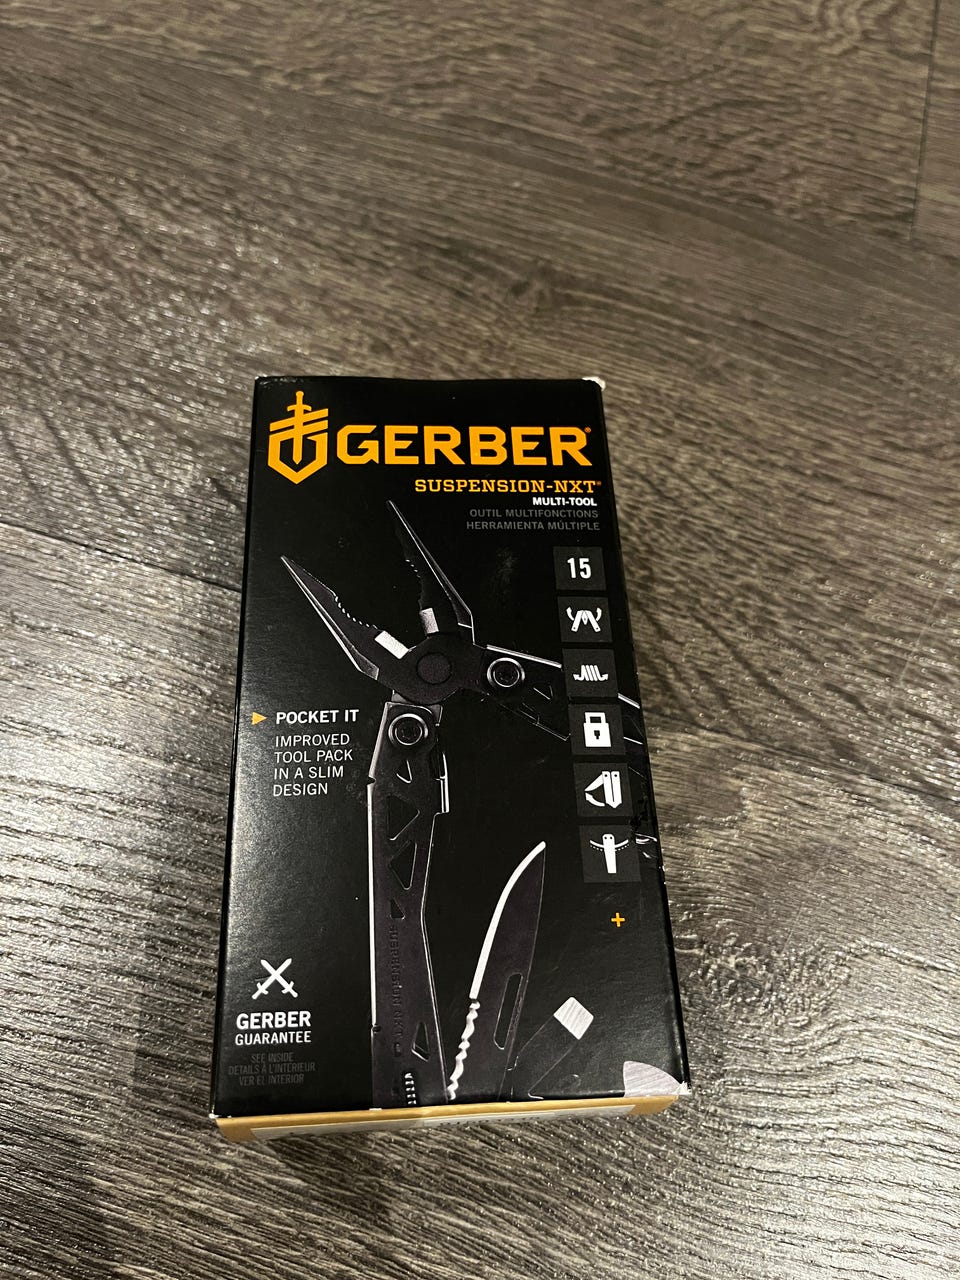 GERBER®
SUSPENSION-NXT®
MULTI-TOOL
OUTIL MULTIFONCTIONS
HERRAMIENTA MÚLTIPLE
15
POCKET IT
IMPROVED
TOOL PACK
IN A SLIM
DESIGN
SUSPENSION-NXT
+
GERBER
GUARANTEE
SEE INSIDE
DETAILS À L'INTÉRIEUR
VER EL INTERIOR